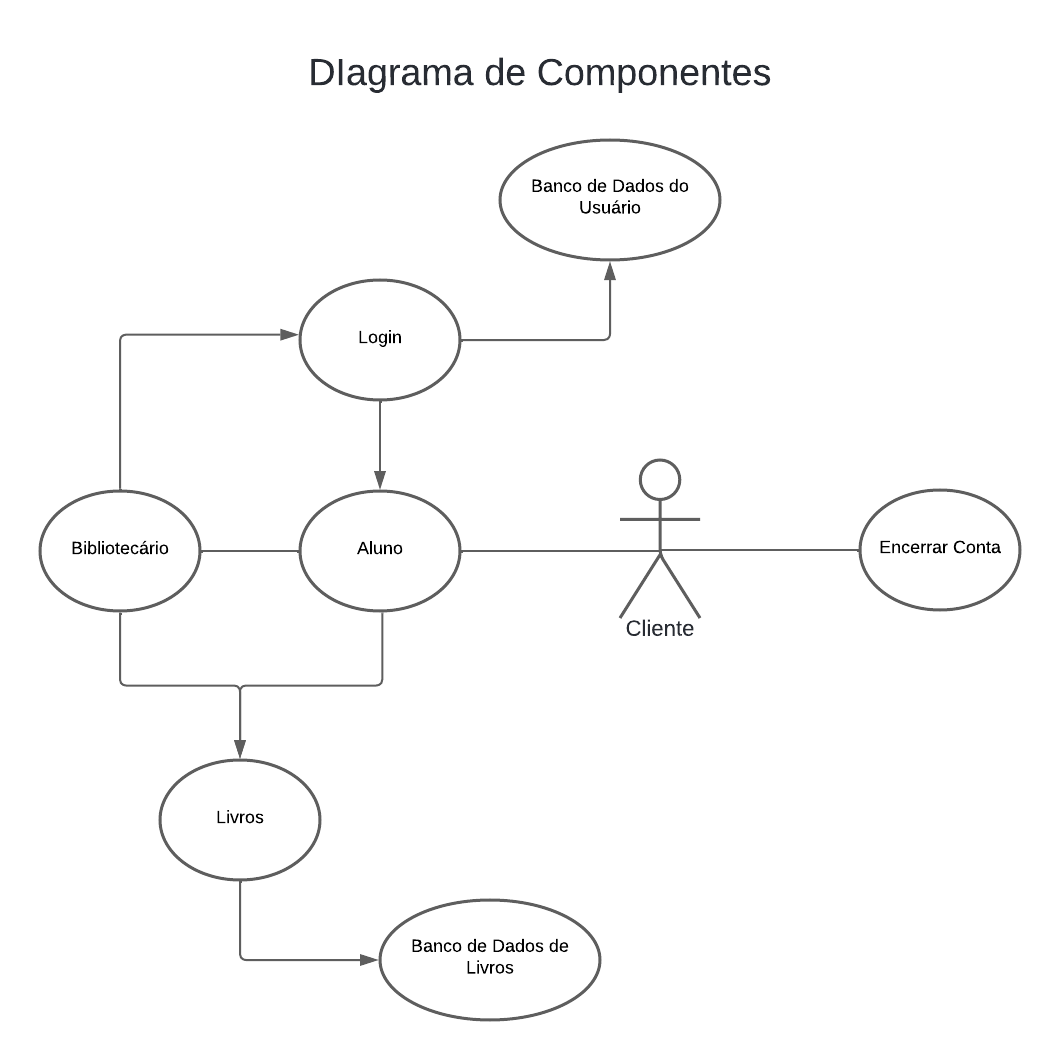 DIagrama de Componentes
Banco de Dados do
Usuário
Login
Bibliotecário
Aluno
Encerrar Conta
Cliente
Livros
Banco de Dados de
Livros